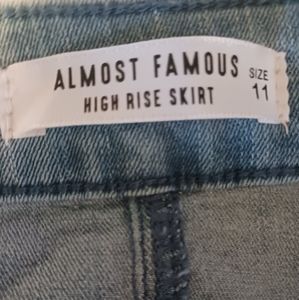 ALMOST FAMOUS
HIGH RISE SKIRT
SIZE
11